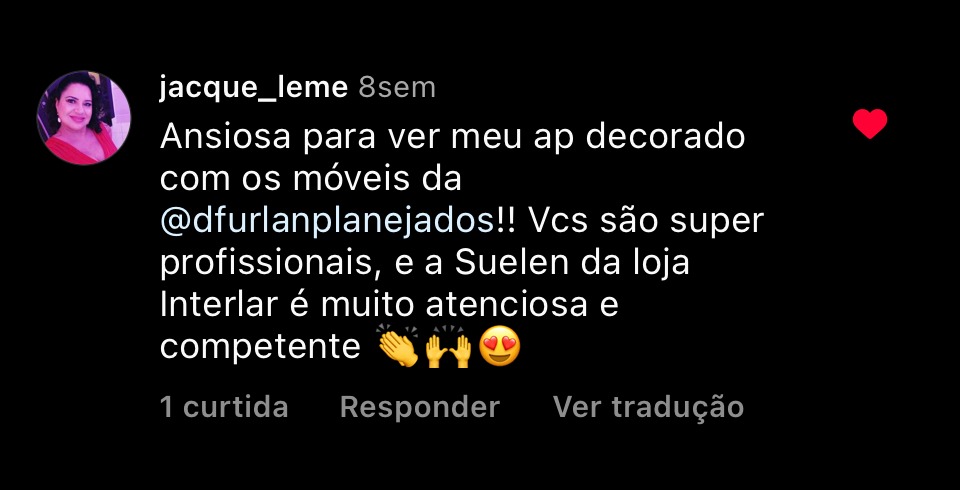 jacque_leme 8sem
Ansiosa para ver meu ap decorado
com os móveis da
@dfurlanplanejados!! Vcs são super
profissionais, e a Suelen da loja
Interlar é muito atenciosa e
competente 👏🙌😍
1 curtida Responder Ver tradução